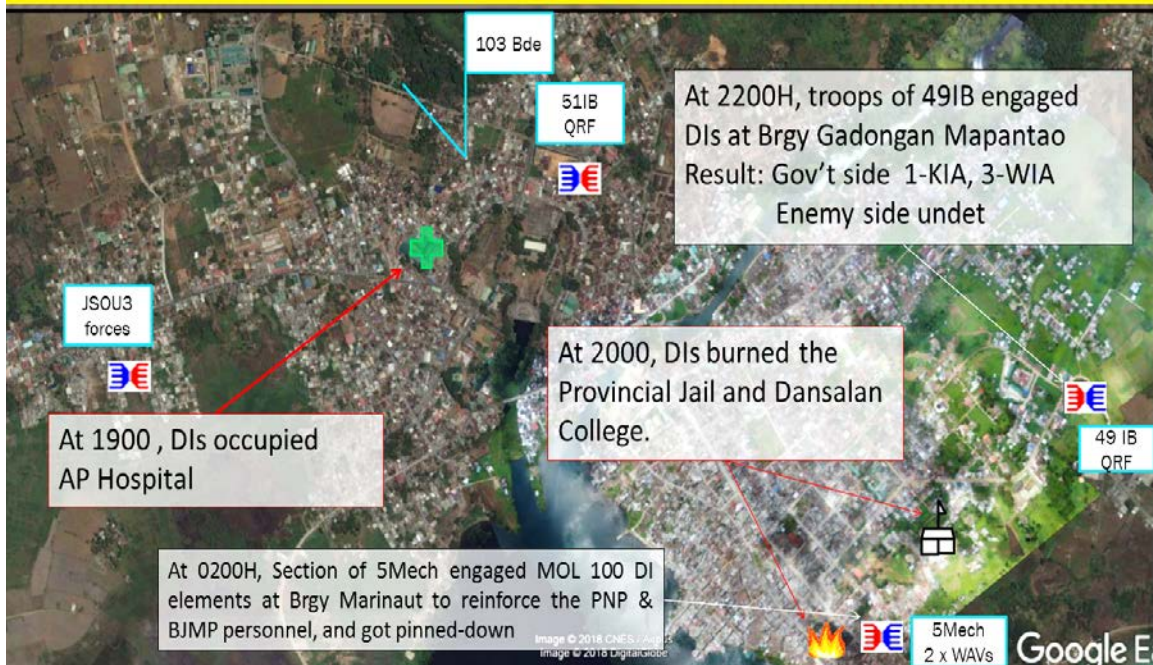 103 Bde
51IB
QRF
At 2200H, troops of 49IB engaged
DIs at Brgy Gadongan Mapantao
Result: Gov't side 1-KIA, 3-WIA
Enemy side undet
JSOU3
forces
At 2000, DIs burned the
Provincial Jail and Dansalan
College.
At 1900 , DIs occupied
AP Hospital
49 IB
QRF
At 0200H, Section of 5Mech engaged MOL 100 DI
elements at Brgy Marinaut to reinforce the PNP &
BJMP personnel, and got pinned-down
5Mech
2 x WAVs
Image © 2018 CNES /
Image © 2018 DigitalGlobe
Google E